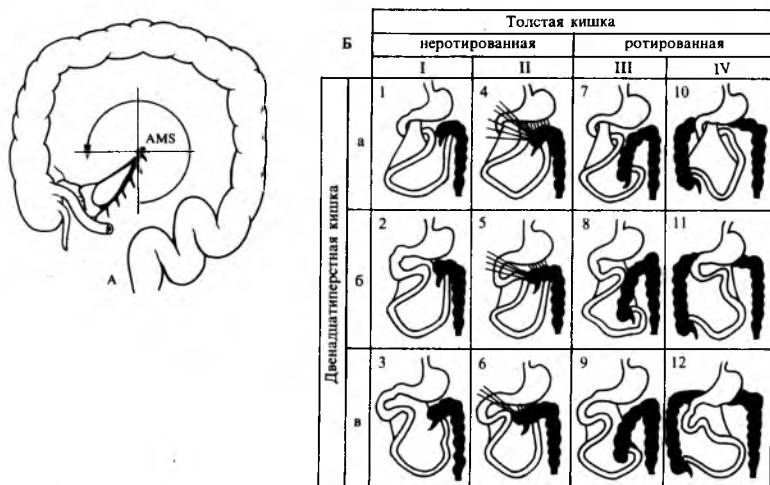 AMS
А
Б
Толстая кишка
неротированная ротированная
I II III IV
Двенадцатиперстная кишка
а
1 4 7 10
б
2 5 8 11
в
3 6 9 12